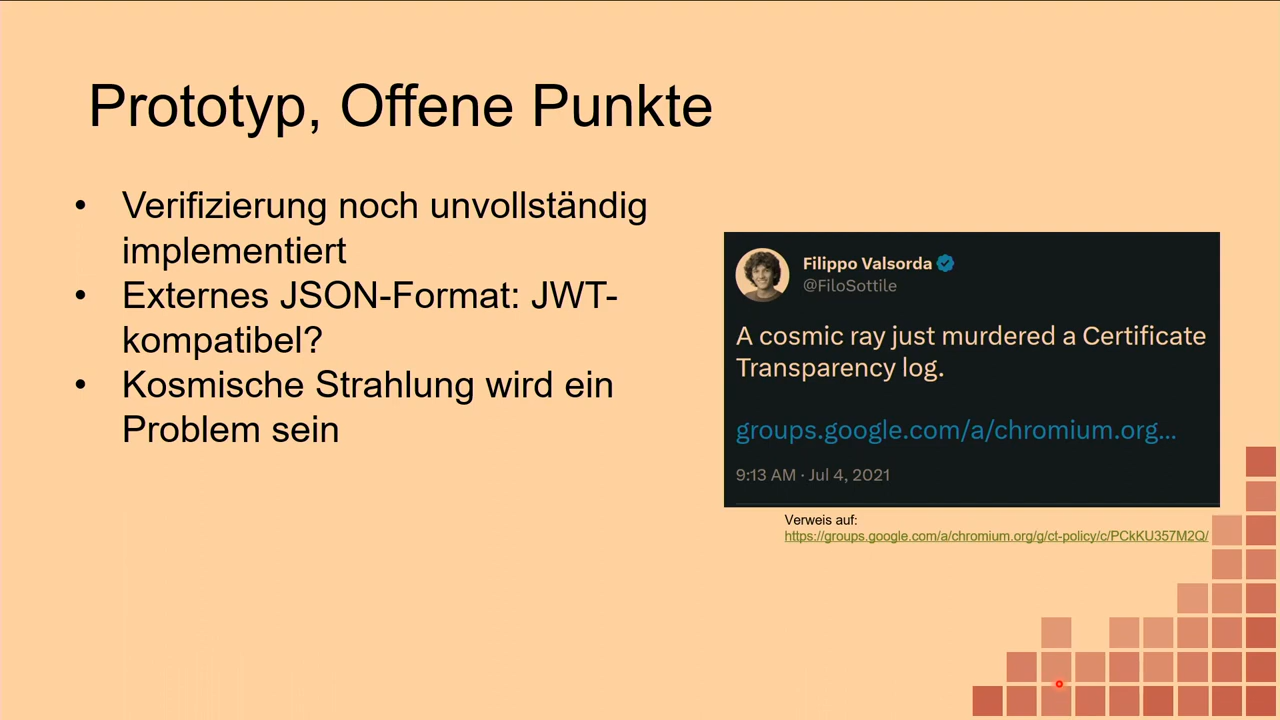 Prototyp, Offene Punkte
• Verifizierung noch unvollständig
implementiert
• Externes JSON-Format: JWT-
kompatibel?
• Kosmische Strahlung wird ein
Problem sein
Filippo Valsorda
@FiloSottile
A cosmic ray just murdered a Certificate
Transparency log.
groups.google.com/a/chromium.org...
9:13 AM · Jul 4, 2021
Verweis auf:
https://groups.google.com/a/chromium.org/g/ct-policy/c/PCkKU357M2Q/